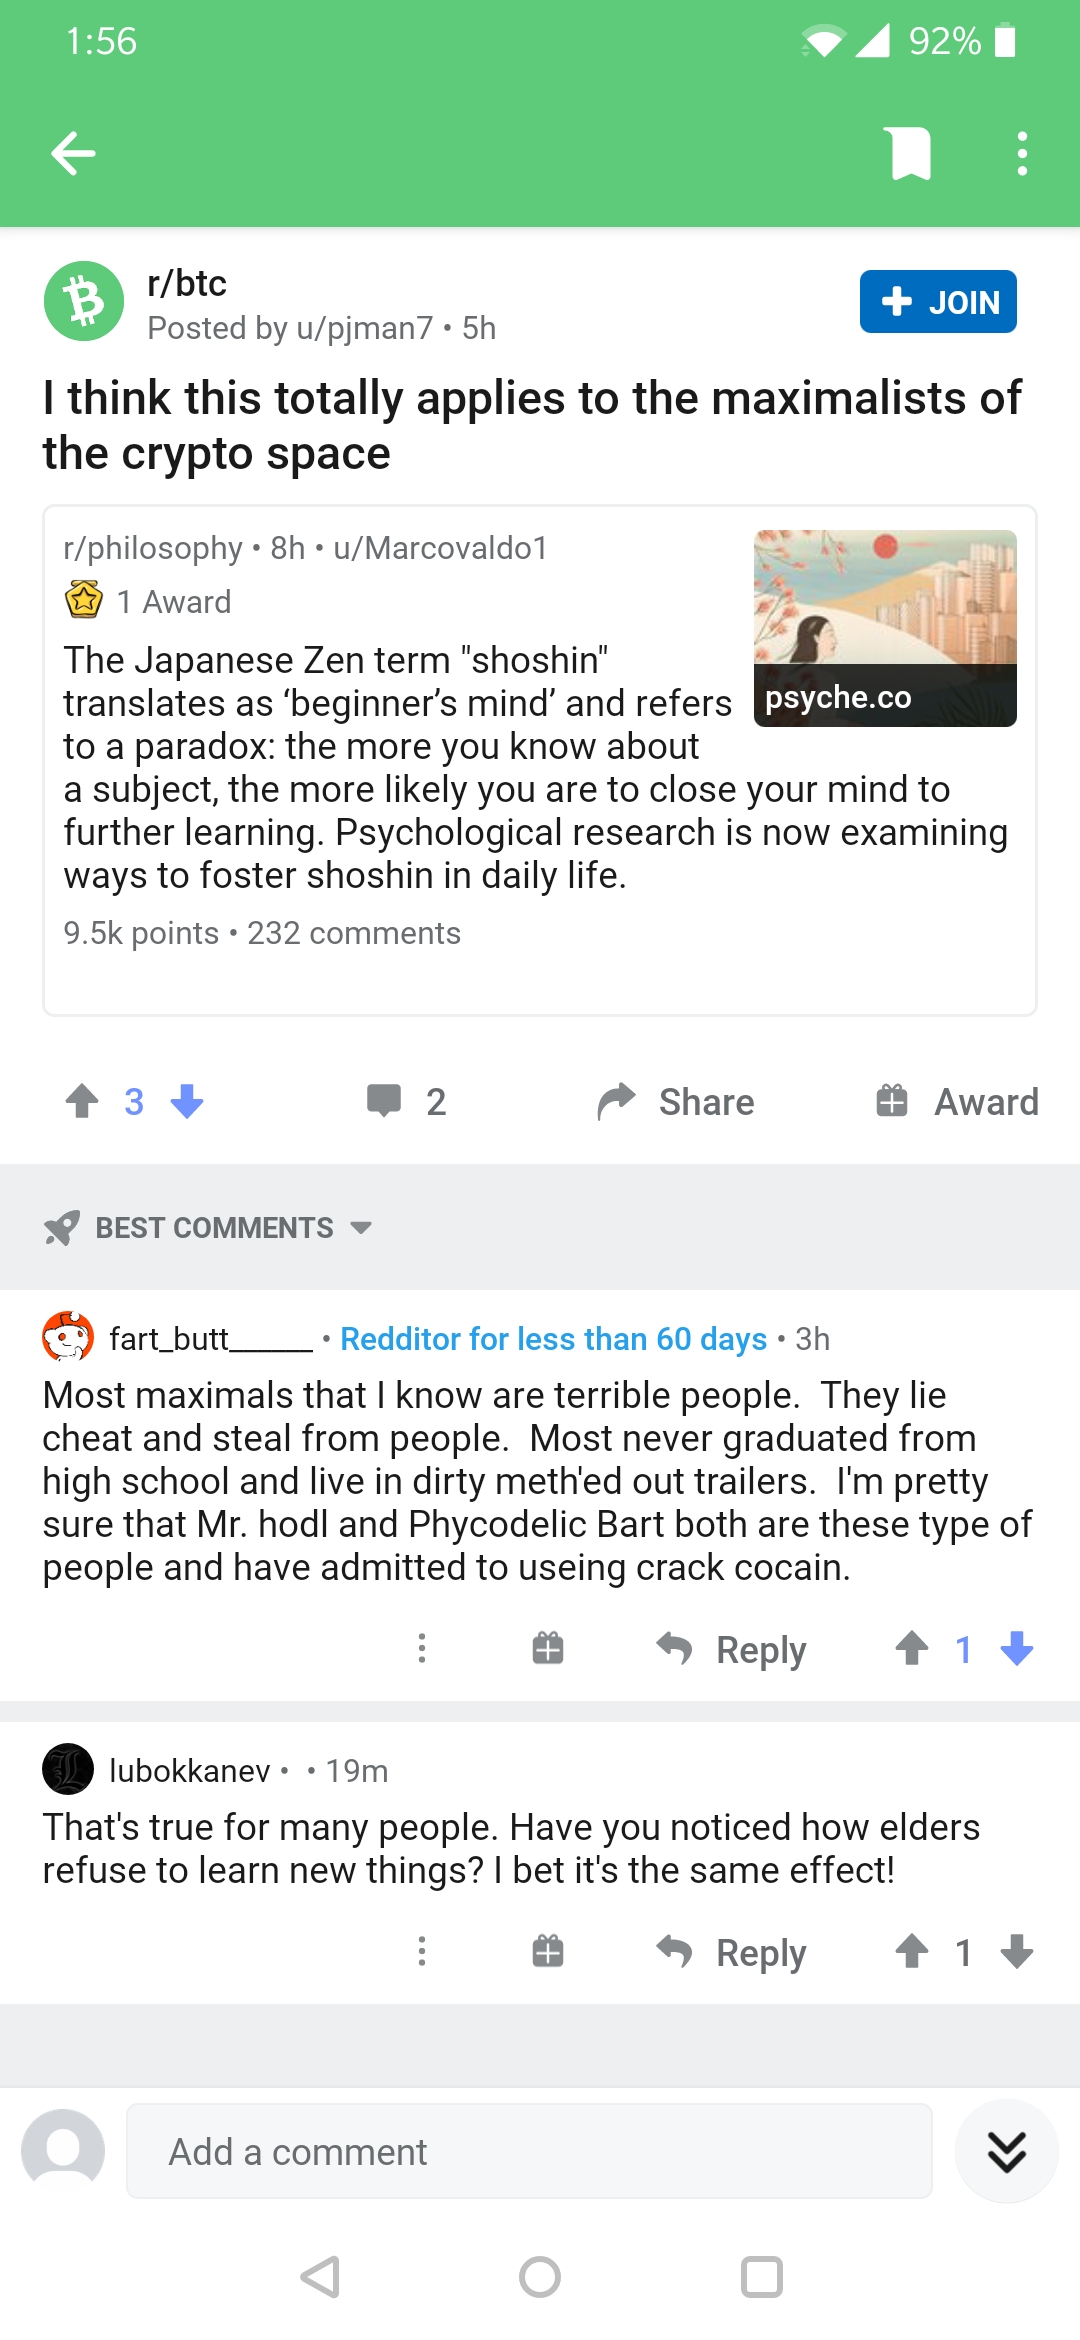 1:56
92%
r/btc
Posted by u/pjman7 • 5h
JOIN
I think this totally applies to the maximalists of
the crypto space
r/philosophy • 8h • u/Marcovaldo1
1 Award
The Japanese Zen term "shoshin"
translates as ‘beginner’s mind’ and refers
to a paradox: the more you know about
a subject, the more likely you are to close your mind to
further learning. Psychological research is now examining
ways to foster shoshin in daily life.
psyche.co
9.5k points • 232 comments
3
2
Share
Award
BEST COMMENTS
fart_butt_____ • Redditor for less than 60 days • 3h
Most maximals that I know are terrible people.  They lie
cheat and steal from people.  Most never graduated from
high school and live in dirty meth'ed out trailers.  I'm pretty
sure that Mr. hodl and Phycodelic Bart both are these type of
people and have admitted to useing crack cocain.
Reply
1
lubokkanev • • 19m
That's true for many people. Have you noticed how elders
refuse to learn new things? I bet it's the same effect!
Reply
1
Add a comment